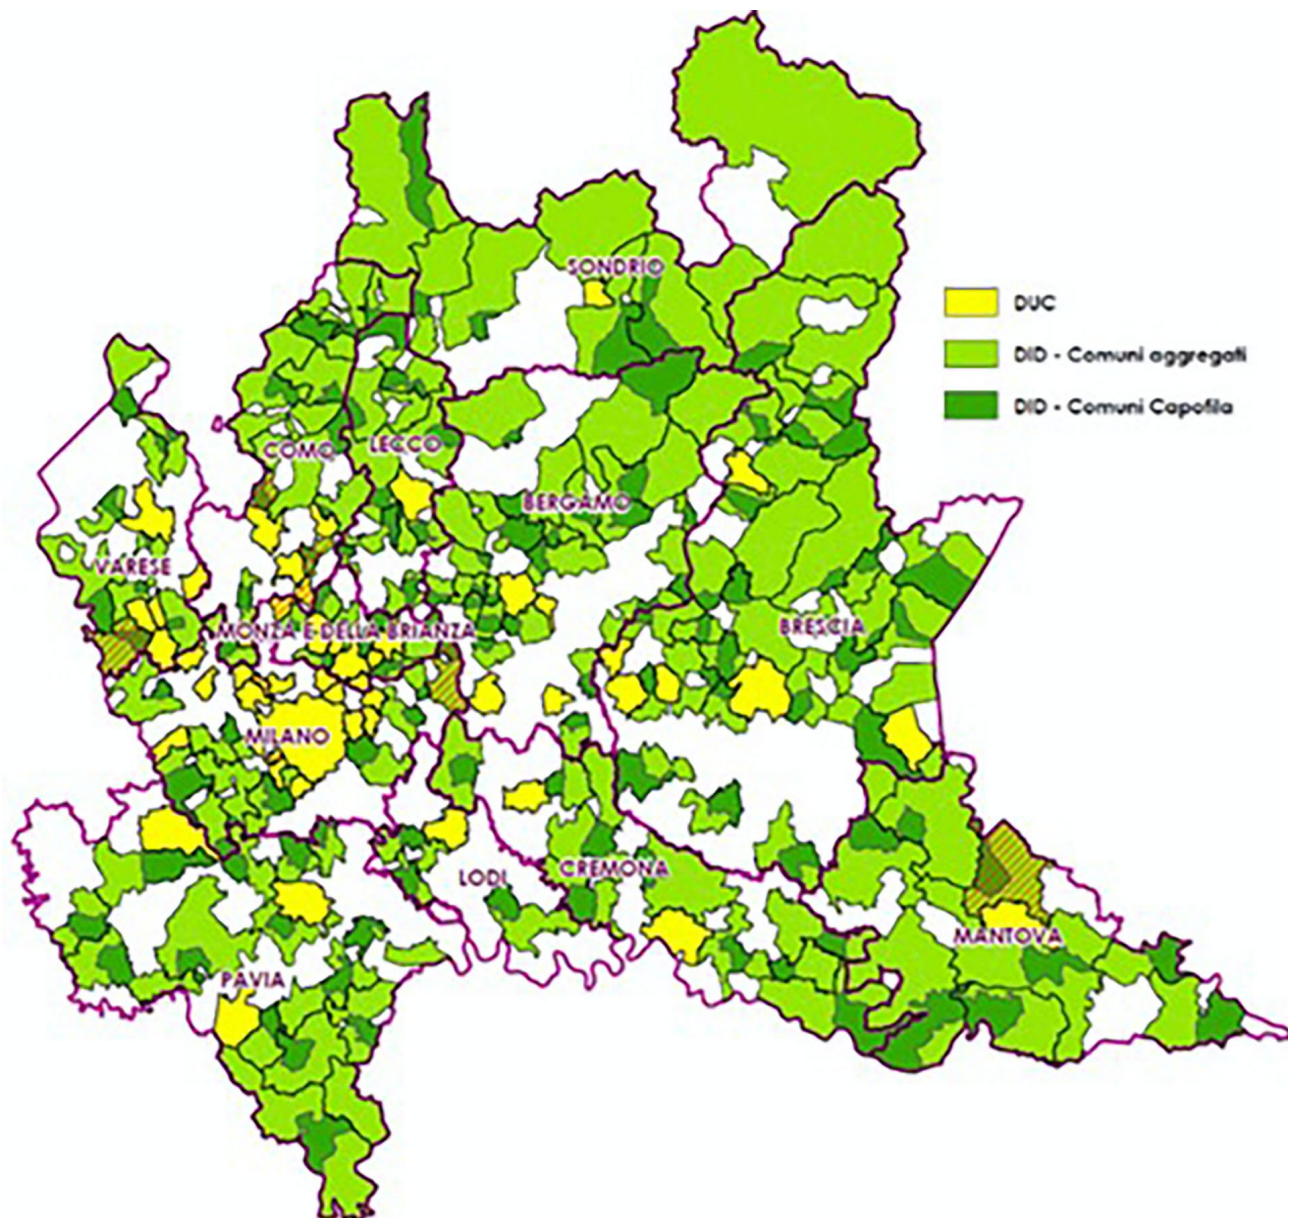 SONDRIO
DUC
DID - Comuni aggregati
DID - Comuni Capofila
COMO
LECCO
BERGAMO
VARESE
MONZA E DELLA BRIANZA
BRESCIA
MILANO
CREMONA
LODI
MANTOVA
PAVIA